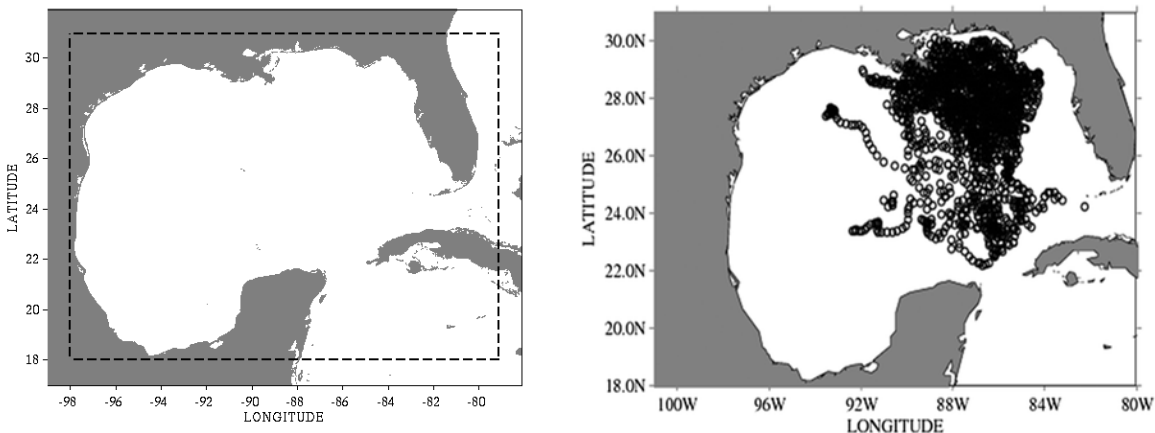 30
28
26
24
22
20
18
LATITUDE
-98 -96 -94 -92 -90 -88 -86 -84 -82 -80
LONGITUDE
30.0N
28.0N
26.0N
24.0N
22.0N
20.0N
18.0N
LATITUDE
100W 96W 92W 88W 84W 80W
LONGITUDE